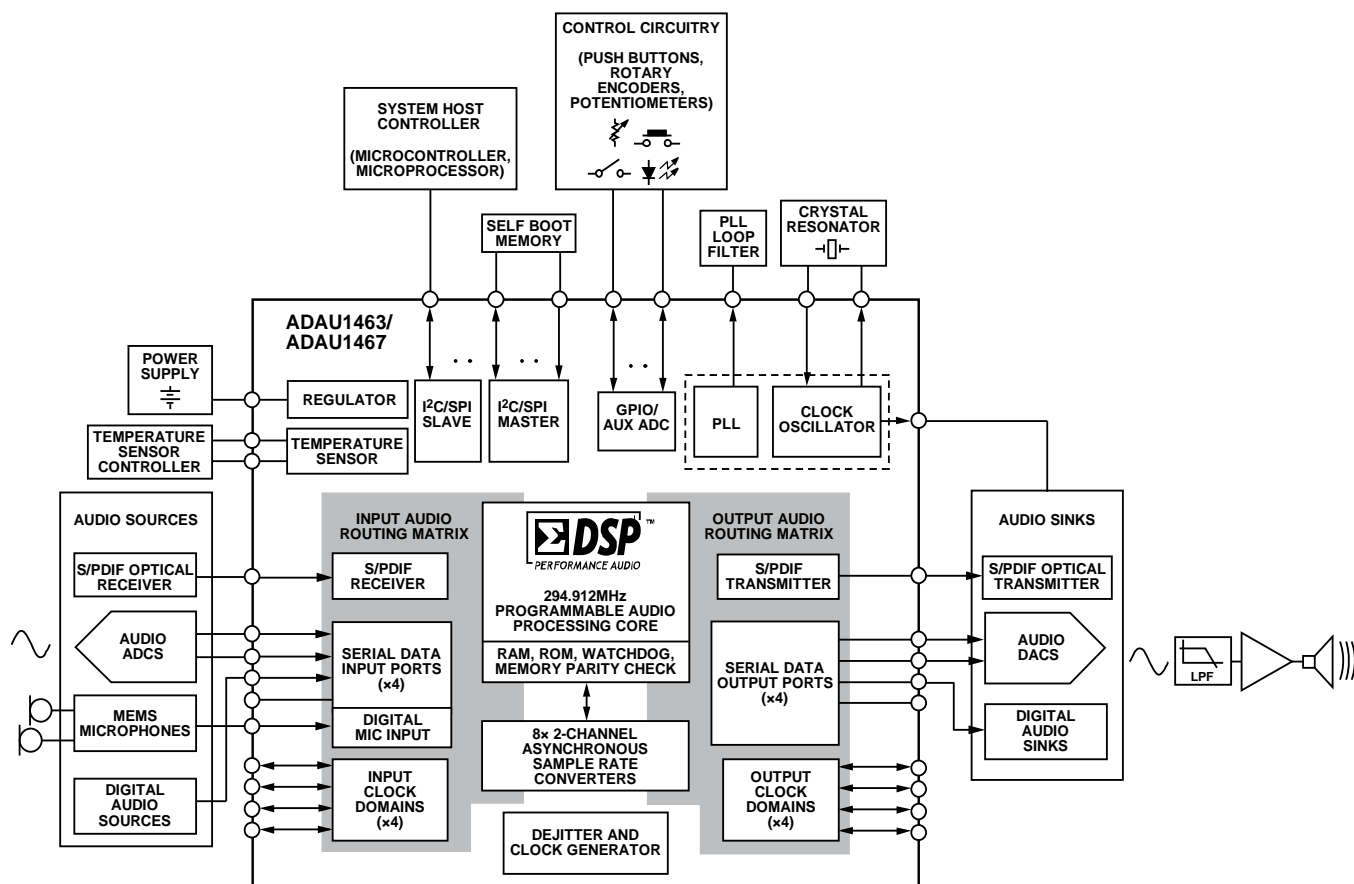 CONTROL CIRCUITRY
(PUSH BUTTONS,
ROTARY
ENCODERS,
POTENTIOMETERS)
SYSTEM HOST
CONTROLLER
(MICROCONTROLLER,
MICROPROCESSOR)
SELF BOOT
MEMORY
PLL
LOOP
FILTER
CRYSTAL
RESONATOR
ADAU1463/
ADAU1467
POWER
SUPPLY
REGULATOR
TEMPERATURE
SENSOR
CONTROLLER
TEMPERATURE
SENSOR
I²C/SPI
SLAVE
I²C/SPI
MASTER
GPIO/
AUX ADC
PLL
CLOCK
OSCILLATOR
AUDIO SOURCES
S/PDIF OPTICAL
RECEIVER
AUDIO
ADCS
MEMS
MICROPHONES
DIGITAL
AUDIO
SOURCES
INPUT AUDIO
ROUTING MATRIX
S/PDIF
RECEIVER
SERIAL DATA
INPUT PORTS
(×4)
DIGITAL
MIC INPUT
INPUT
CLOCK
DOMAINS
(×4)
ΣDSP™
PERFORMANCE AUDIO
294.912MHz
PROGRAMMABLE AUDIO
PROCESSING CORE
RAM, ROM, WATCHDOG,
MEMORY PARITY CHECK
8× 2-CHANNEL
ASYNCHRONOUS
SAMPLE RATE
CONVERTERS
DEJITTER AND
CLOCK GENERATOR
OUTPUT AUDIO
ROUTING MATRIX
S/PDIF
TRANSMITTER
SERIAL DATA
OUTPUT PORTS
(×4)
OUTPUT
CLOCK
DOMAINS
(×4)
AUDIO SINKS
S/PDIF OPTICAL
TRANSMITTER
AUDIO
DACS
DIGITAL
AUDIO
SINKS
LPF